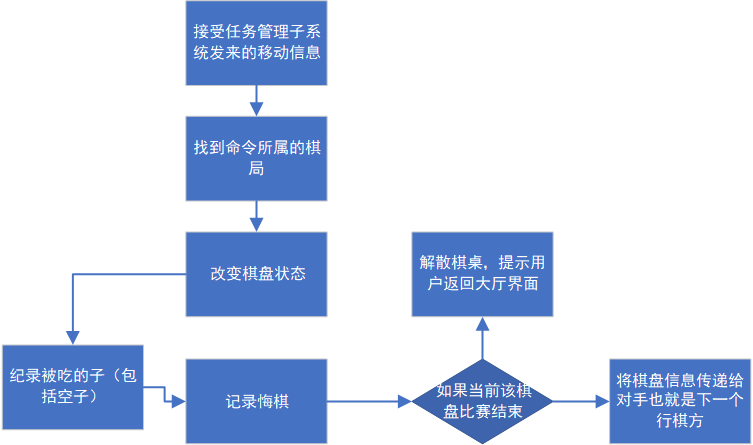 接受任务管理子系
统发来的移动信息
找到命令所属的棋
局
改变棋盘状态
纪录被吃的子（包
括空子）
记录悔棋
如果当前该棋
盘比赛结束
解散棋桌，提示用
户返回大厅界面
将棋盘信息传递给
对手也就是下一个
行棋方